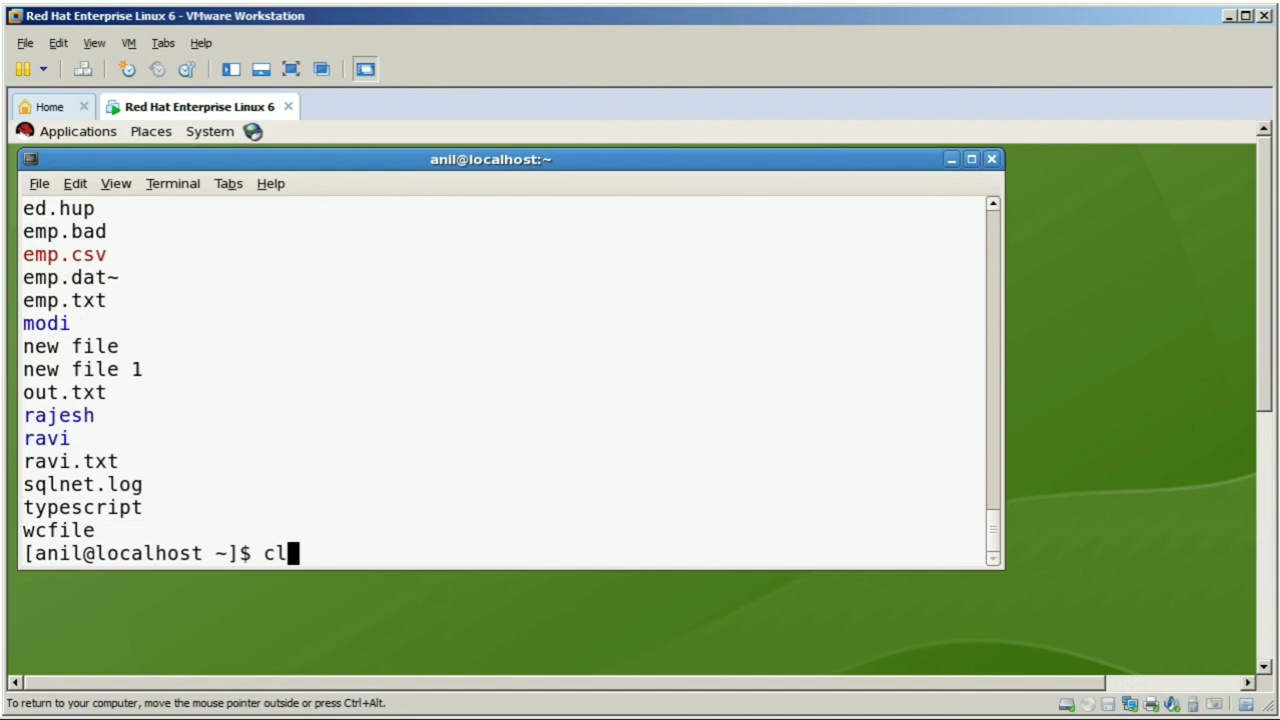 Red Hat Enterprise Linux 6 - VMware Workstation
File Edit View VM Tabs Help
Home Red Hat Enterprise Linux 6
Applications Places System
anil@localhost:~
File Edit View Terminal Tabs Help
ed.hup
emp.bad
emp.csv
emp.dat~
emp.txt
modi
new file
new file 1
out.txt
rajesh
ravi
ravi.txt
sqlnet.log
typescript
wcfile
[anil@localhost ~]$ cl
To return to your computer, move the mouse pointer outside or press Ctrl+Alt.